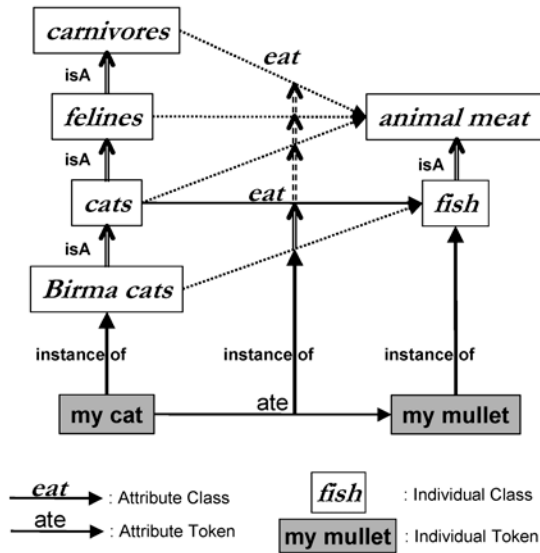 carnivores
eat
isA
felines
animal meat
isA
isA
cats
eat
fish
isA
Birma cats
instance of
instance of
instance of
my cat
ate
my mullet
eat
: Attribute Class
fish
: Individual Class
ate
: Attribute Token
my mullet
: Individual Token